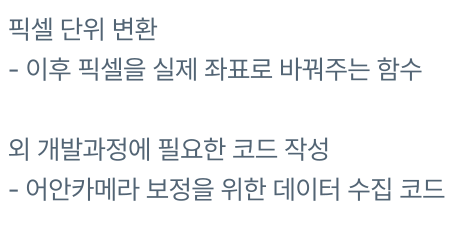 픽셀 단위 변환
- 이후 픽셀을 실제 좌표로 바꿔주는 함수
외 개발과정에 필요한 코드 작성
- 어안카메라 보정을 위한 데이터 수집 코드